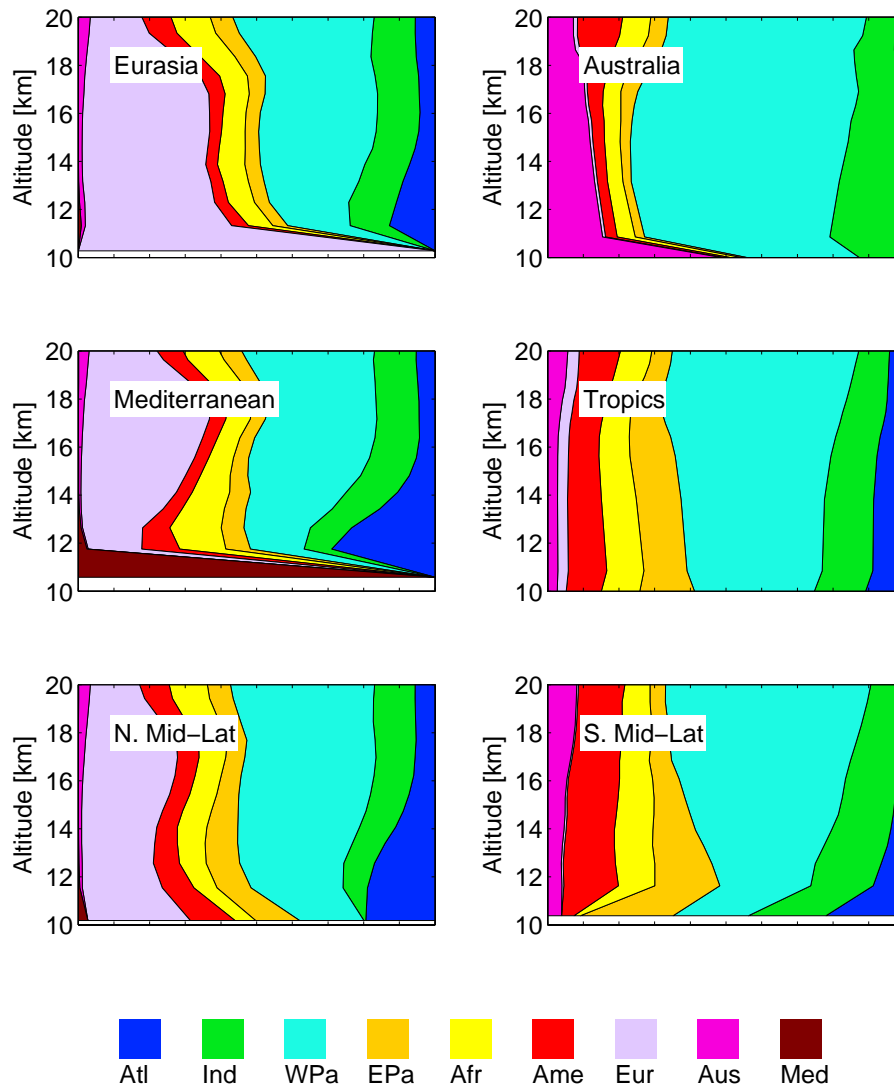 20
18
16
14
12
10
Altitude [km]
Eurasia
20
18
16
14
12
10
Altitude [km]
Australia
20
18
16
14
12
10
Altitude [km]
Mediterranean
20
18
16
14
12
10
Altitude [km]
Tropics
20
18
16
14
12
10
Altitude [km]
N. Mid−Lat
20
18
16
14
12
10
Altitude [km]
S. Mid−Lat
Atl Ind WPa EPa Afr Ame Eur Aus Med